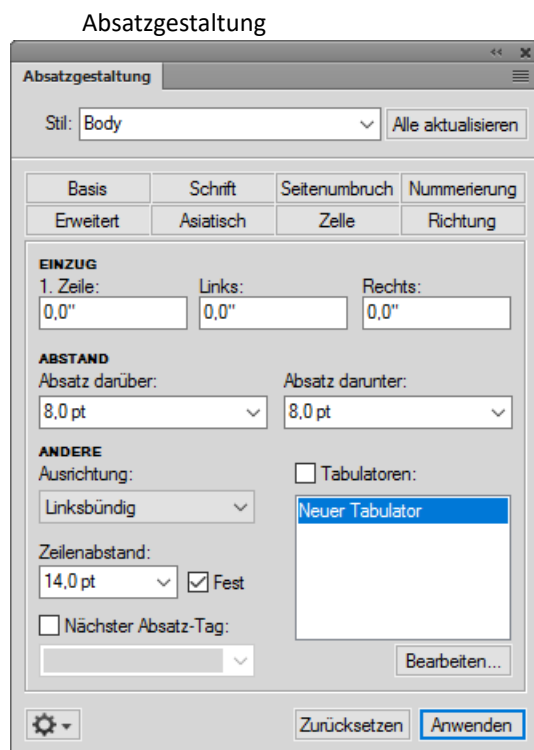 Absatzgestaltung
Absatzgestaltung
Stil: Body Alle aktualisieren
Basis Schrift Seitenumbruch Nummerierung
Erweitert Asiatisch Zelle Richtung
EINZUG
1. Zeile: Links: Rechts:
0,0" 0,0" 0,0"
ABSTAND
Absatz darüber: Absatz darunter:
8,0 pt 8,0 pt
ANDERE
Ausrichtung: Tabulatoren:
Linksbündig Neuer Tabulator
Zeilenabstand:
14,0 pt Fest
Nächster Absatz-Tag:
Bearbeiten...
Zurücksetzen Anwenden